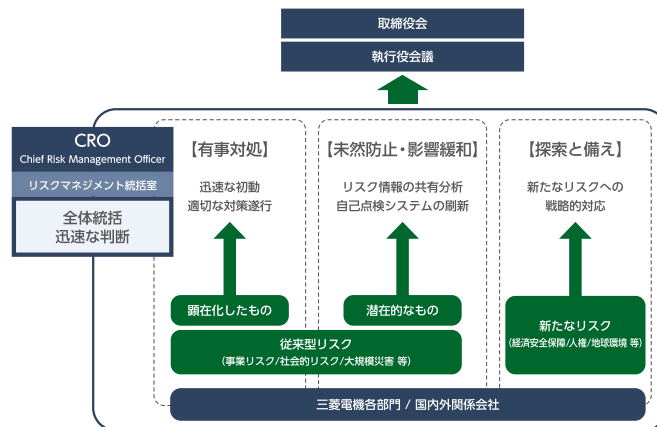 取締役会
執行役会議
CRO
Chief Risk Management Officer
リスクマネジメント統括室
全体統括
迅速な判断
【有事対処】
迅速な初動
適切な対策遂行
顕在化したもの
【未然防止・影響緩和】
リスク情報の共有分析
自己点検システムの刷新
潜在的なもの
従来型リスク
(事業リスク/社会的リスク/大規模災害 等)
【探索と備え】
新たなリスクへの
戦略的対応
新たなリスク
(経済安全保障/人権/地球環境 等)
三菱電機各部門 / 国内外関係会社